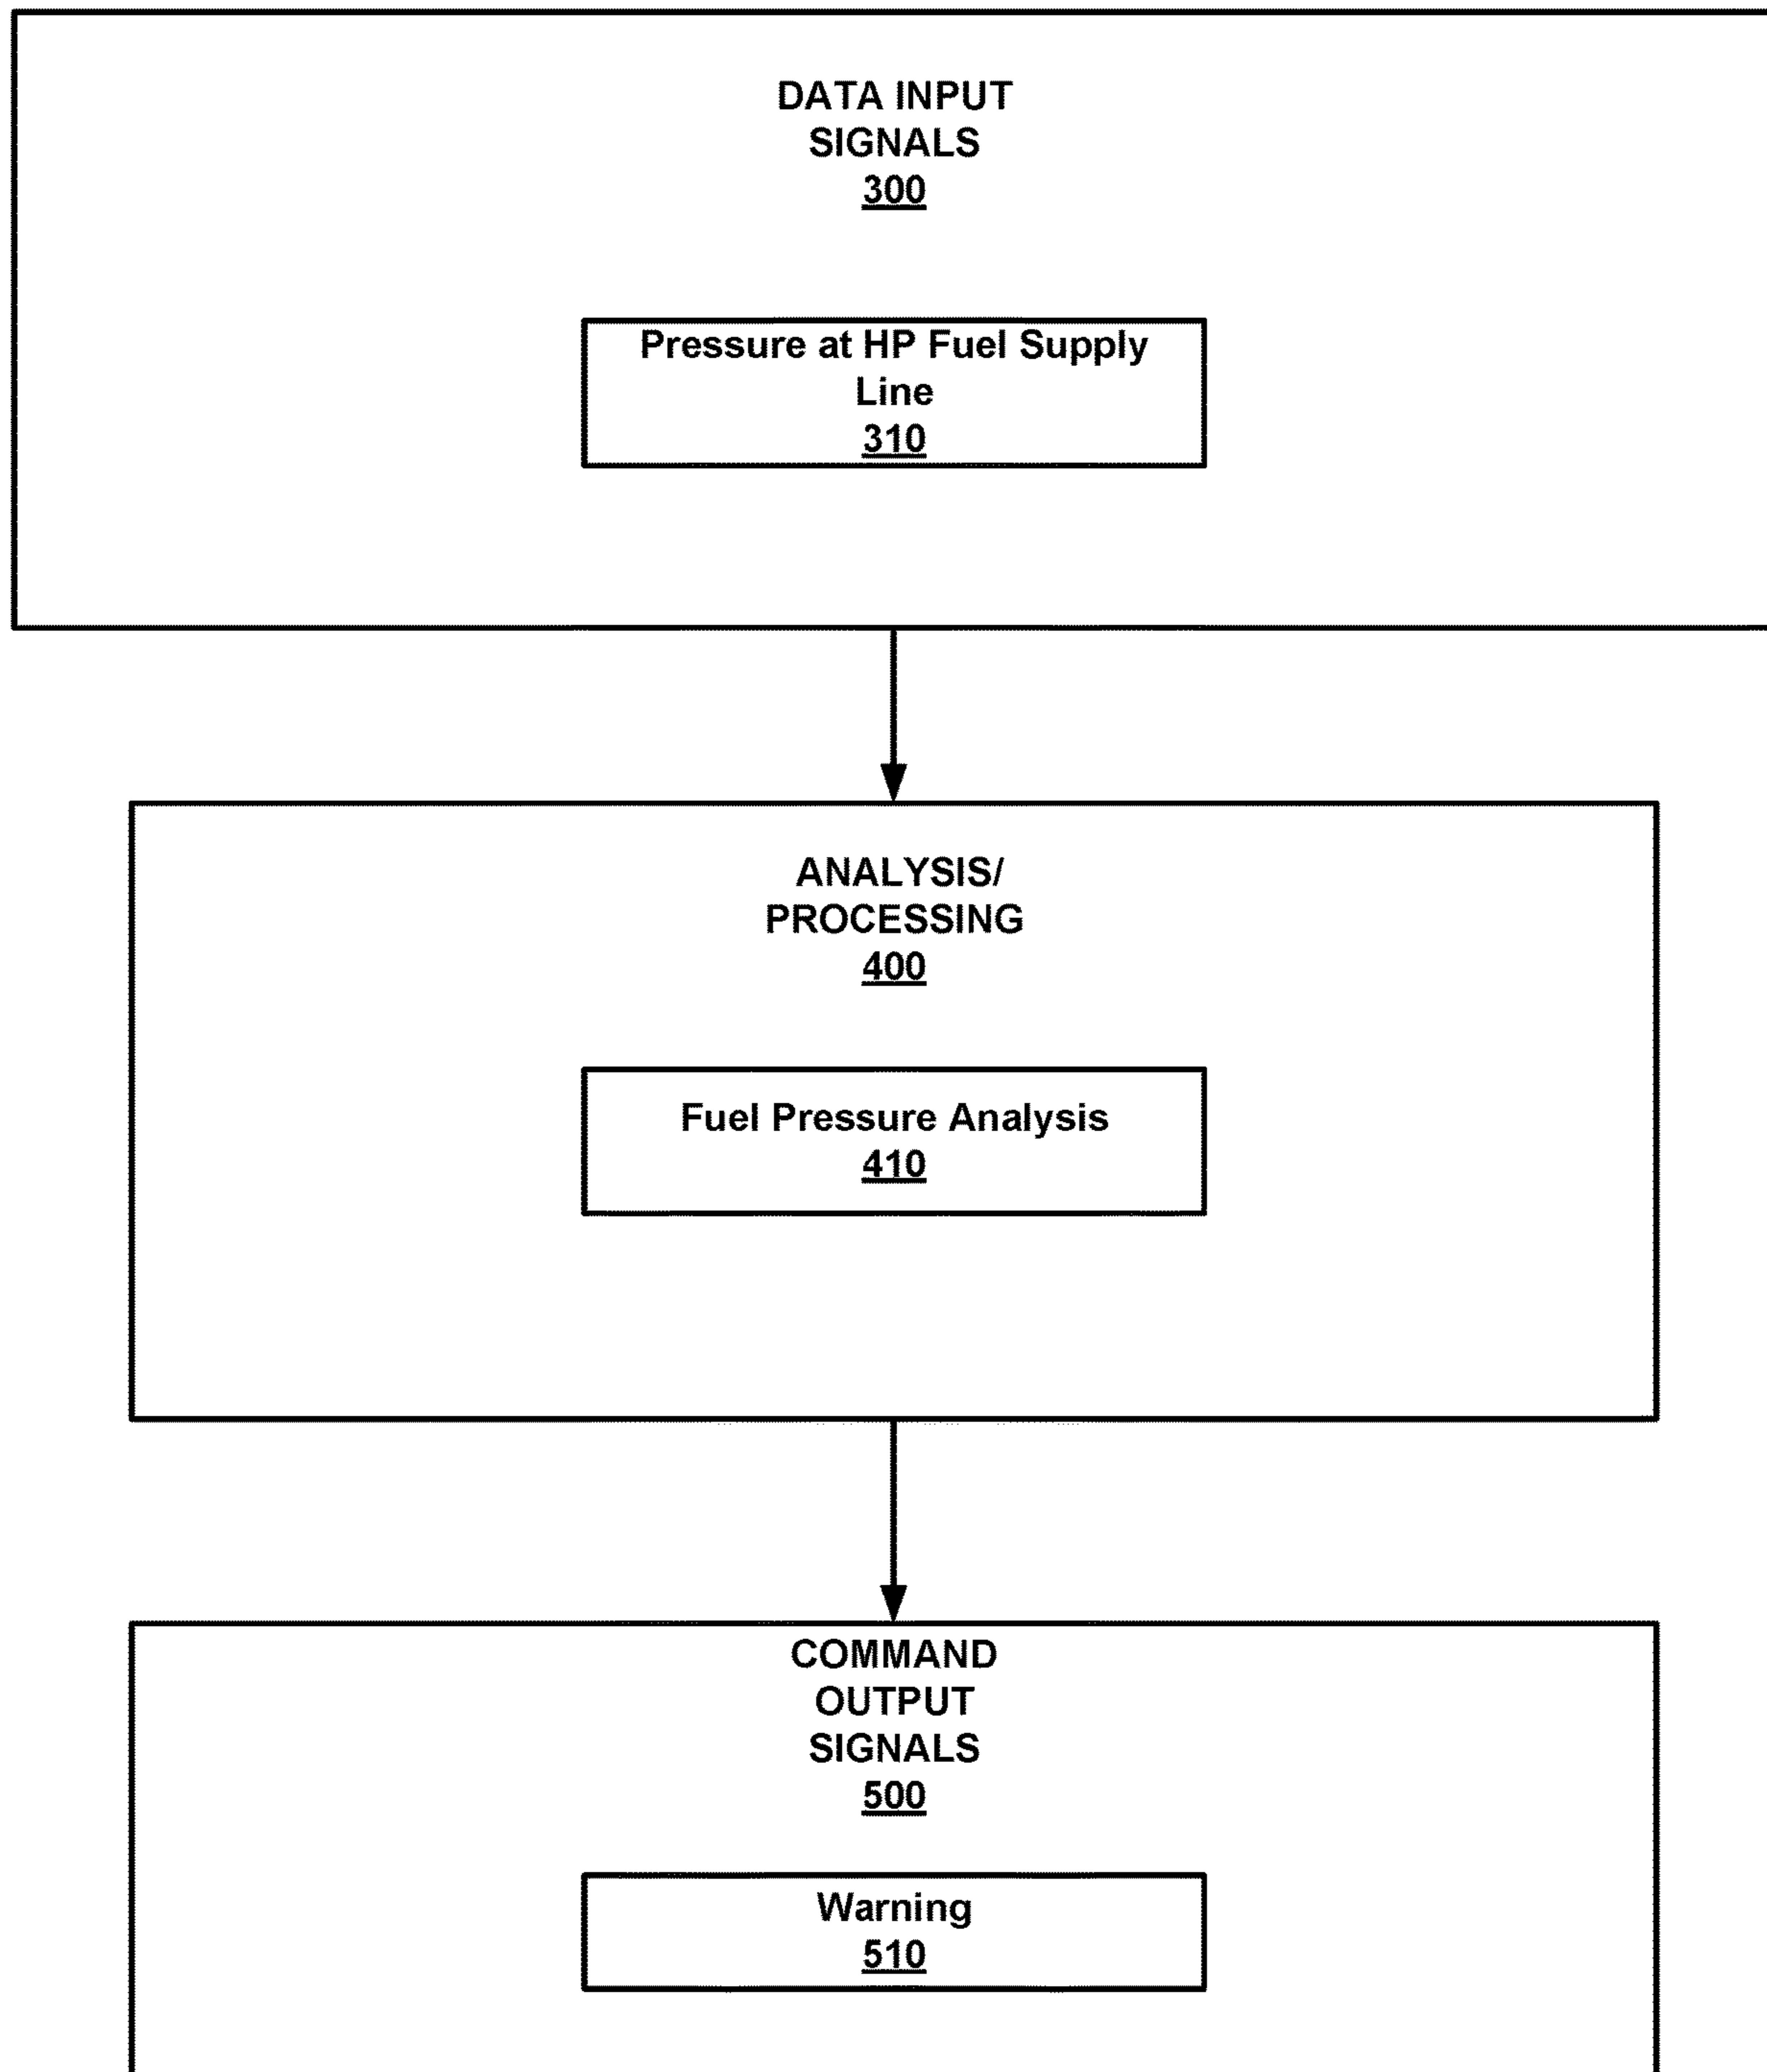 DATA INPUT
SIGNALS
300
Pressure at HP Fuel Supply
Line
310
ANALYSIS/
PROCESSING
400
Fuel Pressure Analysis
410
COMMAND
OUTPUT
SIGNALS
500
Warning
510